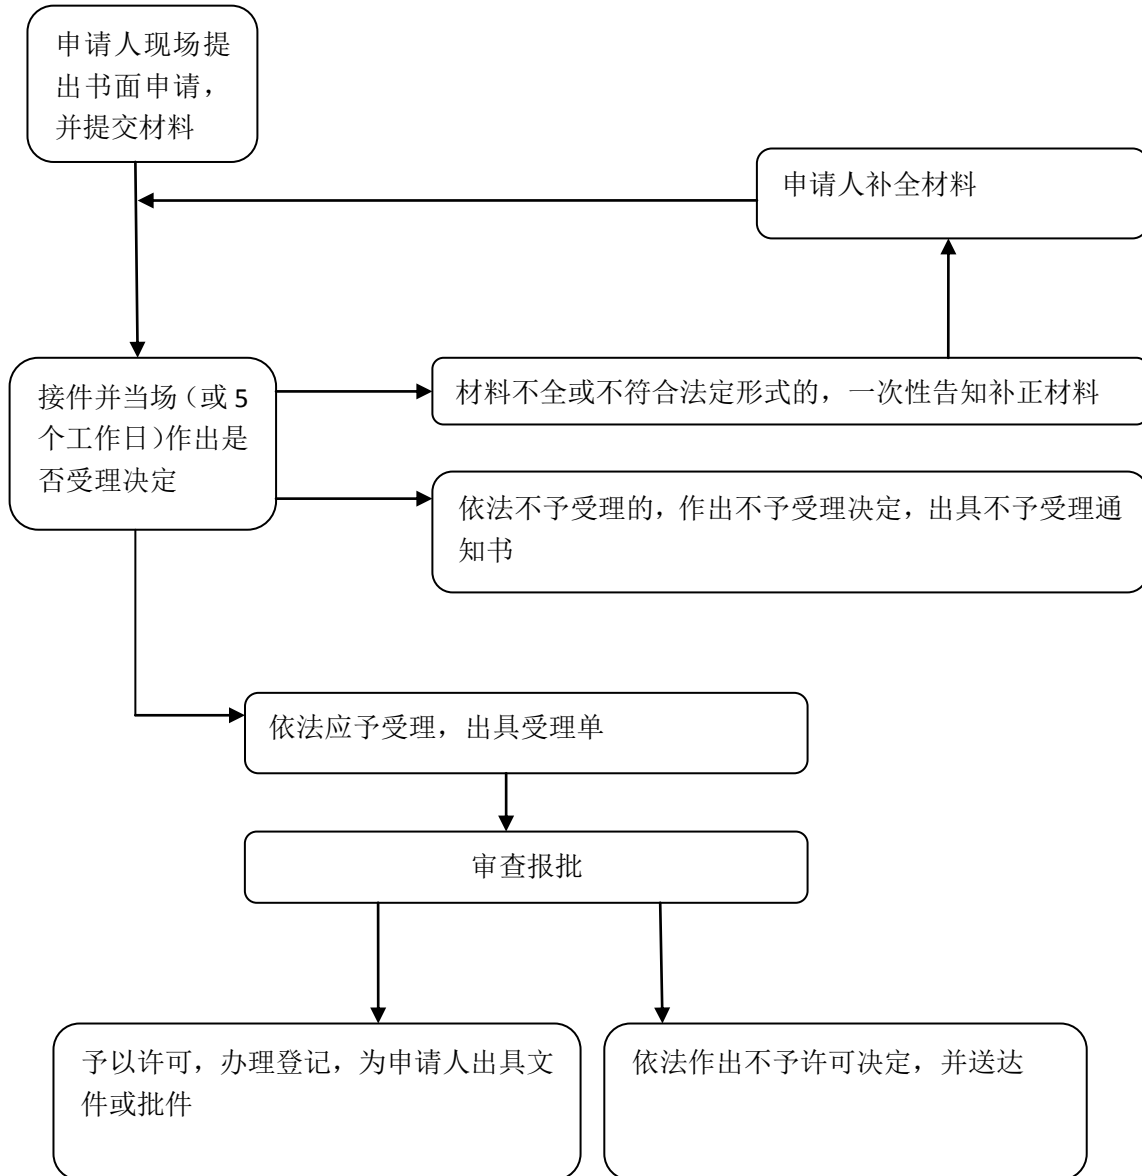 申请人现场提
出书面申请，
并提交材料
申请人补全材料
接件并当场（或5
个工作日）作出是
否受理决定
材料不全或不符合法定形式的，一次性告知补正材料
依法不予受理的，作出不予受理决定，出具不予受理通
知书
依法应予受理，出具受理单
审查报批
予以许可，办理登记，为申请人出具文
件或批件
依法作出不予许可决定，并送达